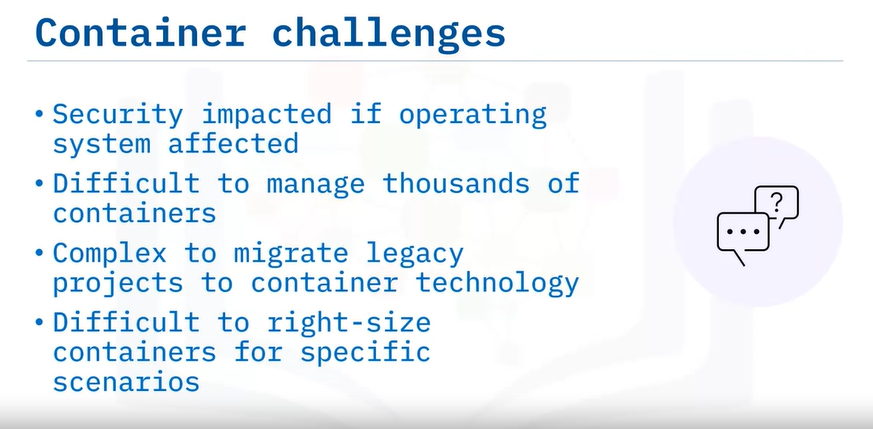 Container challenges
• Security impacted if operating
system affected
• Difficult to manage thousands of
containers
• Complex to migrate legacy
projects to container technology
• Difficult to right-size
containers for specific
scenarios
?